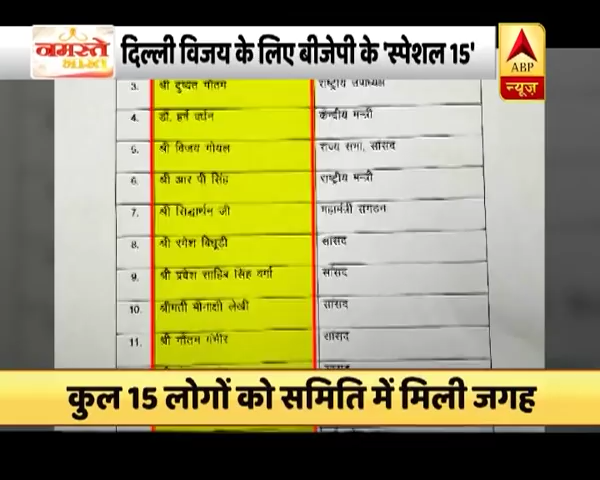 नमस्ते
भारत
दिल्ली विजय के लिए बीजेपी के 'स्पेशल 15'
ABP
न्यूज़
3. श्री दुष्यंत गौतम राष्ट्रीय उपाध्यक्ष
4. डॉ. हर्ष वर्धन केन्द्रीय मन्त्री
5. श्री विजय गोयल राज्य सभा, सांसद
6. श्री आर पी सिंह राष्ट्रीय मन्त्री
7. श्री सिद्धार्थन जी महामंत्री संगठन
8. श्री रमेश बिधूड़ी सांसद
9. श्री प्रवेश साहिब सिंह वर्मा सांसद
10. श्रीमती मीनाक्षी लेखी सांसद
11. श्री गौतम गंभीर सांसद
कुल 15 लोगों को समिति में मिली जगह